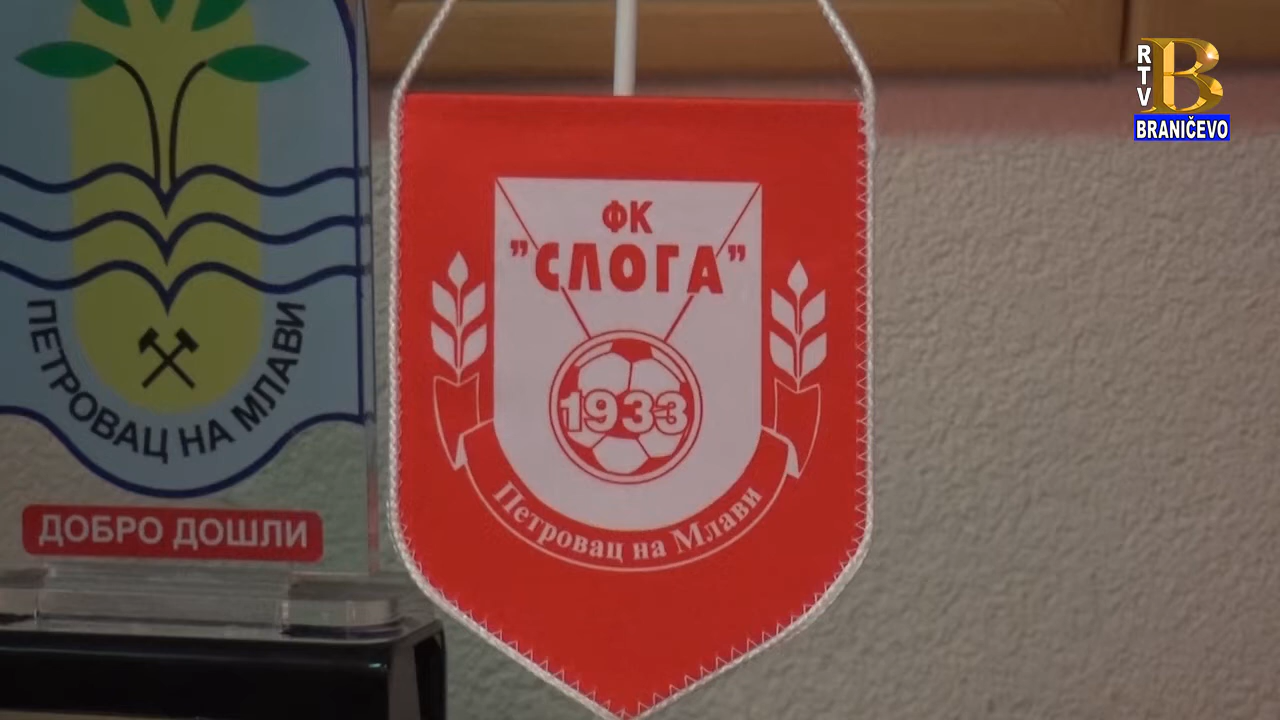 ПЕТРОВАЦ НА МЛАВИ
ДОБРО ДОШЛИ
ФК
"СЛОГА"
1933
Петровац на Млави
RTV
B
BRANIČEVO